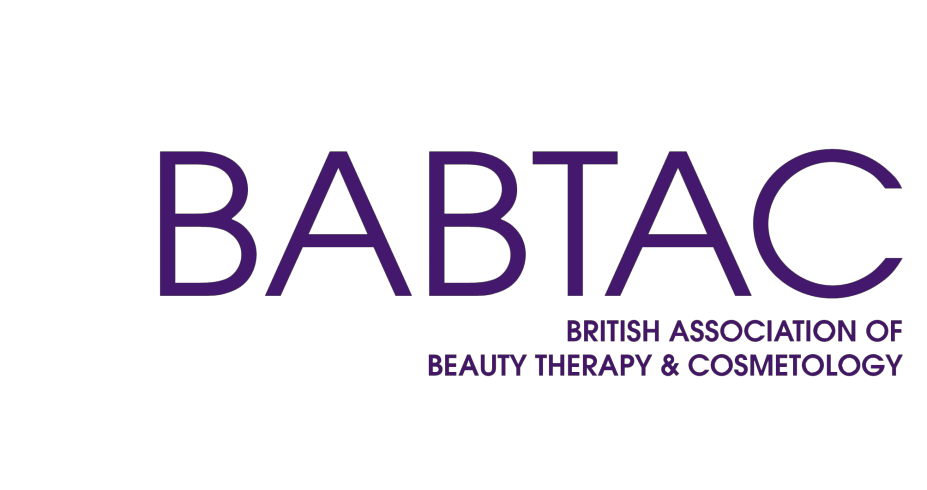 BABTAC
BRITISH ASSOCIATION OF
BEAUTY THERAPY & COSMETOLOGY